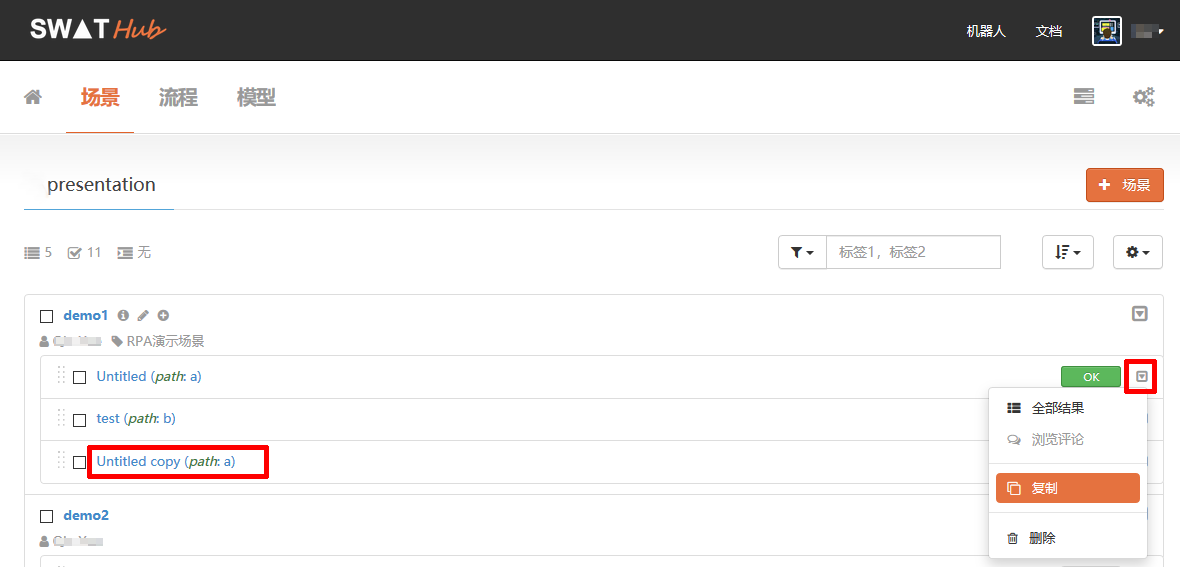 SWAT Hub
机器人 文档
场景 流程 模型
presentation
+ 场景
5 11 无
标签1，标签2
demo1
RPA演示场景
Untitled (path: a)
OK
test (path: b)
Untitled copy (path: a)
全部结果
浏览评论
复制
删除
demo2